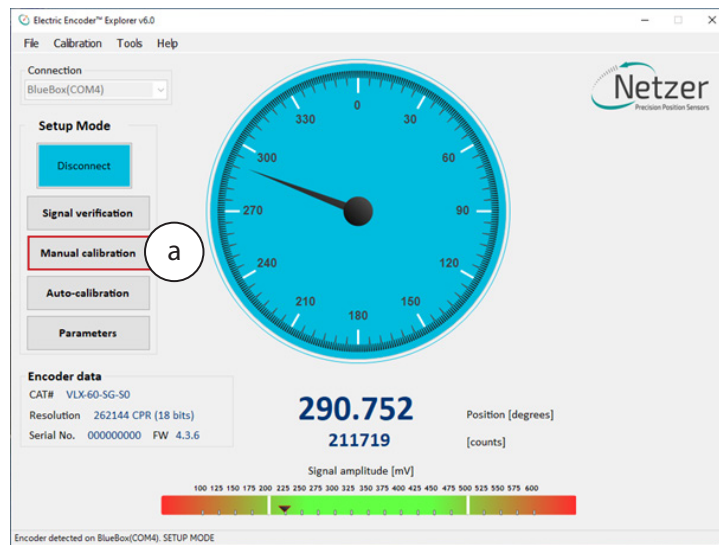 Electric Encoder™ Explorer v6.0
File Calibration Tools Help
Connection
BlueBox(COM4)
Netzer
Precision Position Sensors
Setup Mode
Disconnect
Signal verification
Manual calibration
a
Auto-calibration
Parameters
0
30
60
90
120
150
180
210
240
270
300
330
Encoder data
CAT# VLX-60-SG-S0
Resolution 262144 CPR (18 bits)
Serial No. 000000000 FW 4.3.6
290.752 Position [degrees]
211719 [counts]
Signal amplitude [mV]
100 125 150 175 200 225 250 275 300 325 350 375 400 425 450 475 500 525 550 575 600
Encoder detected on BlueBox(COM4). SETUP MODE